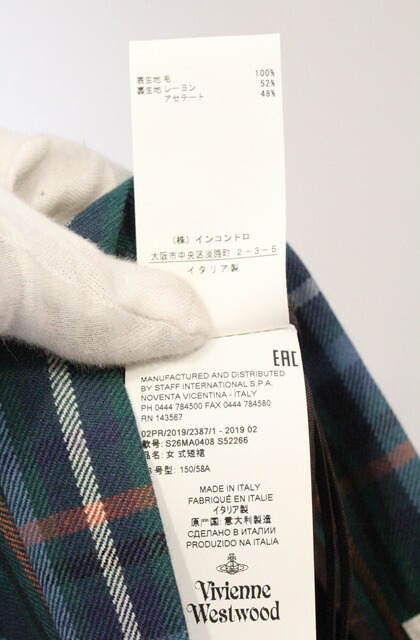 表生地 毛 100%
裏生地 レーヨン 52%
アセテート 48%
(株) インコントロ
大阪市中央区淡路町 2-3-5
イタリア製
EAC
MANUFACTURED AND DISTRIBUTED
BY STAFF INTERNATIONAL S.P.A
NOVENTA VICENTINA - ITALY
PH 0444 784500 FAX 0444 784580
RN 143567
02PR/2019/2387/1 - 2019 02
款号: S26MA0408 S52266
品名: 女式短裙
号型: 150/58A
MADE IN ITALY
FABRIQUÉ EN ITALIE
イタリア製
原产国: 意大利製造
СДЕЛАНО В ИТАЛИИ
PRODUZIDO NA ITALIA
Vivienne
Westwood